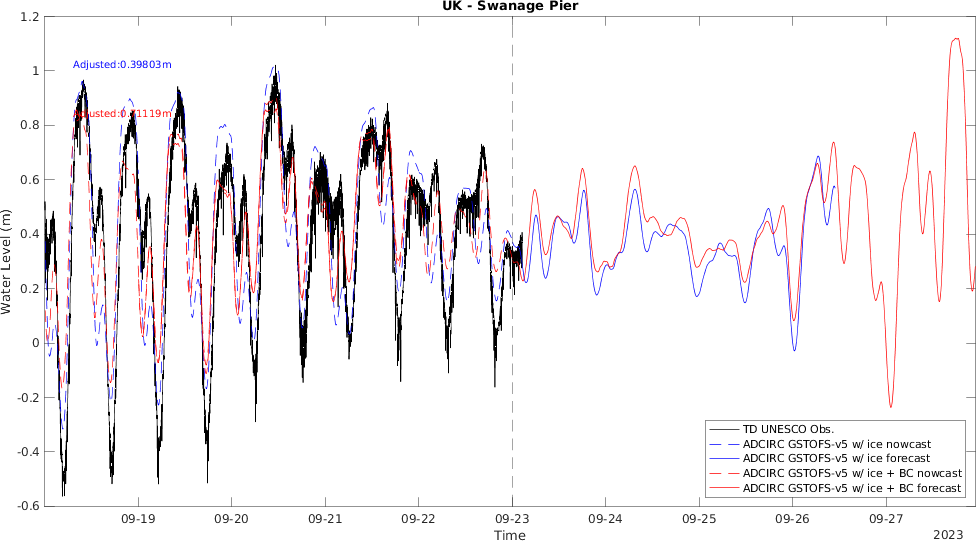 UK - Swanage Pier
1.2
1
0.8
0.6
0.4
0.2
0
-0.2
-0.4
-0.6
Water Level (m)
Adjusted:0.39803m
TD UNESCO Obs.
ADCIRC GSTOFS-v5 w/ ice nowcast
ADCIRC GSTOFS-v5 w/ ice forecast
ADCIRC GSTOFS-v5 w/ ice + BC nowcast
ADCIRC GSTOFS-v5 w/ ice + BC forecast
09-19
09-20
09-21
09-22
09-23
09-24
09-25
09-26
09-27
Time
2023